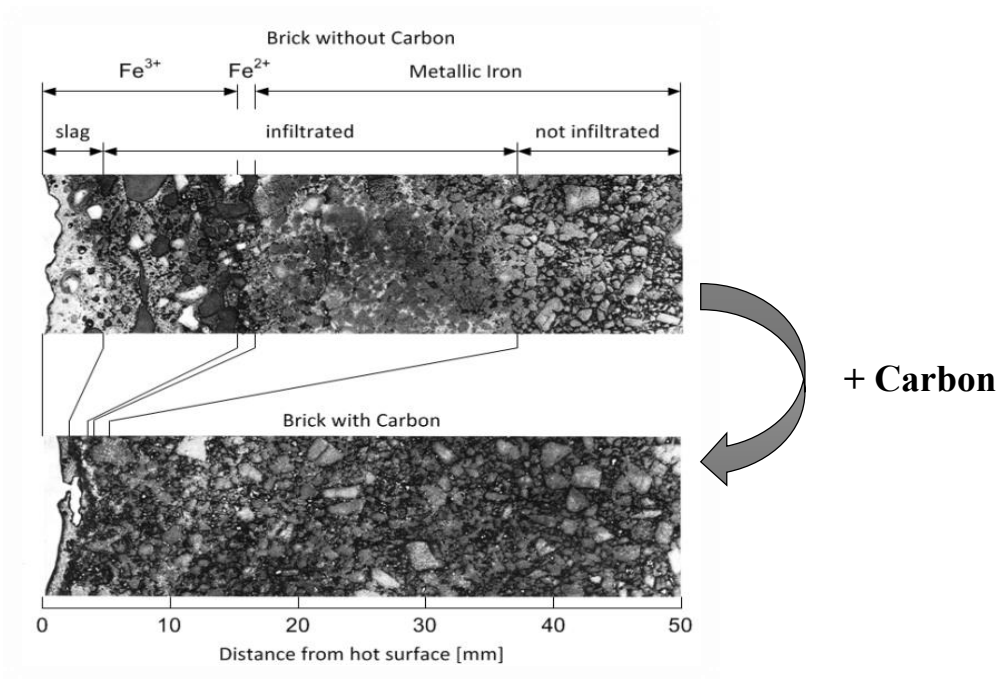 Brick without Carbon
Fe³⁺ Fe²⁺ Metallic Iron
slag infiltrated not infiltrated
+ Carbon
Brick with Carbon
0 10 20 30 40 50
Distance from hot surface [mm]